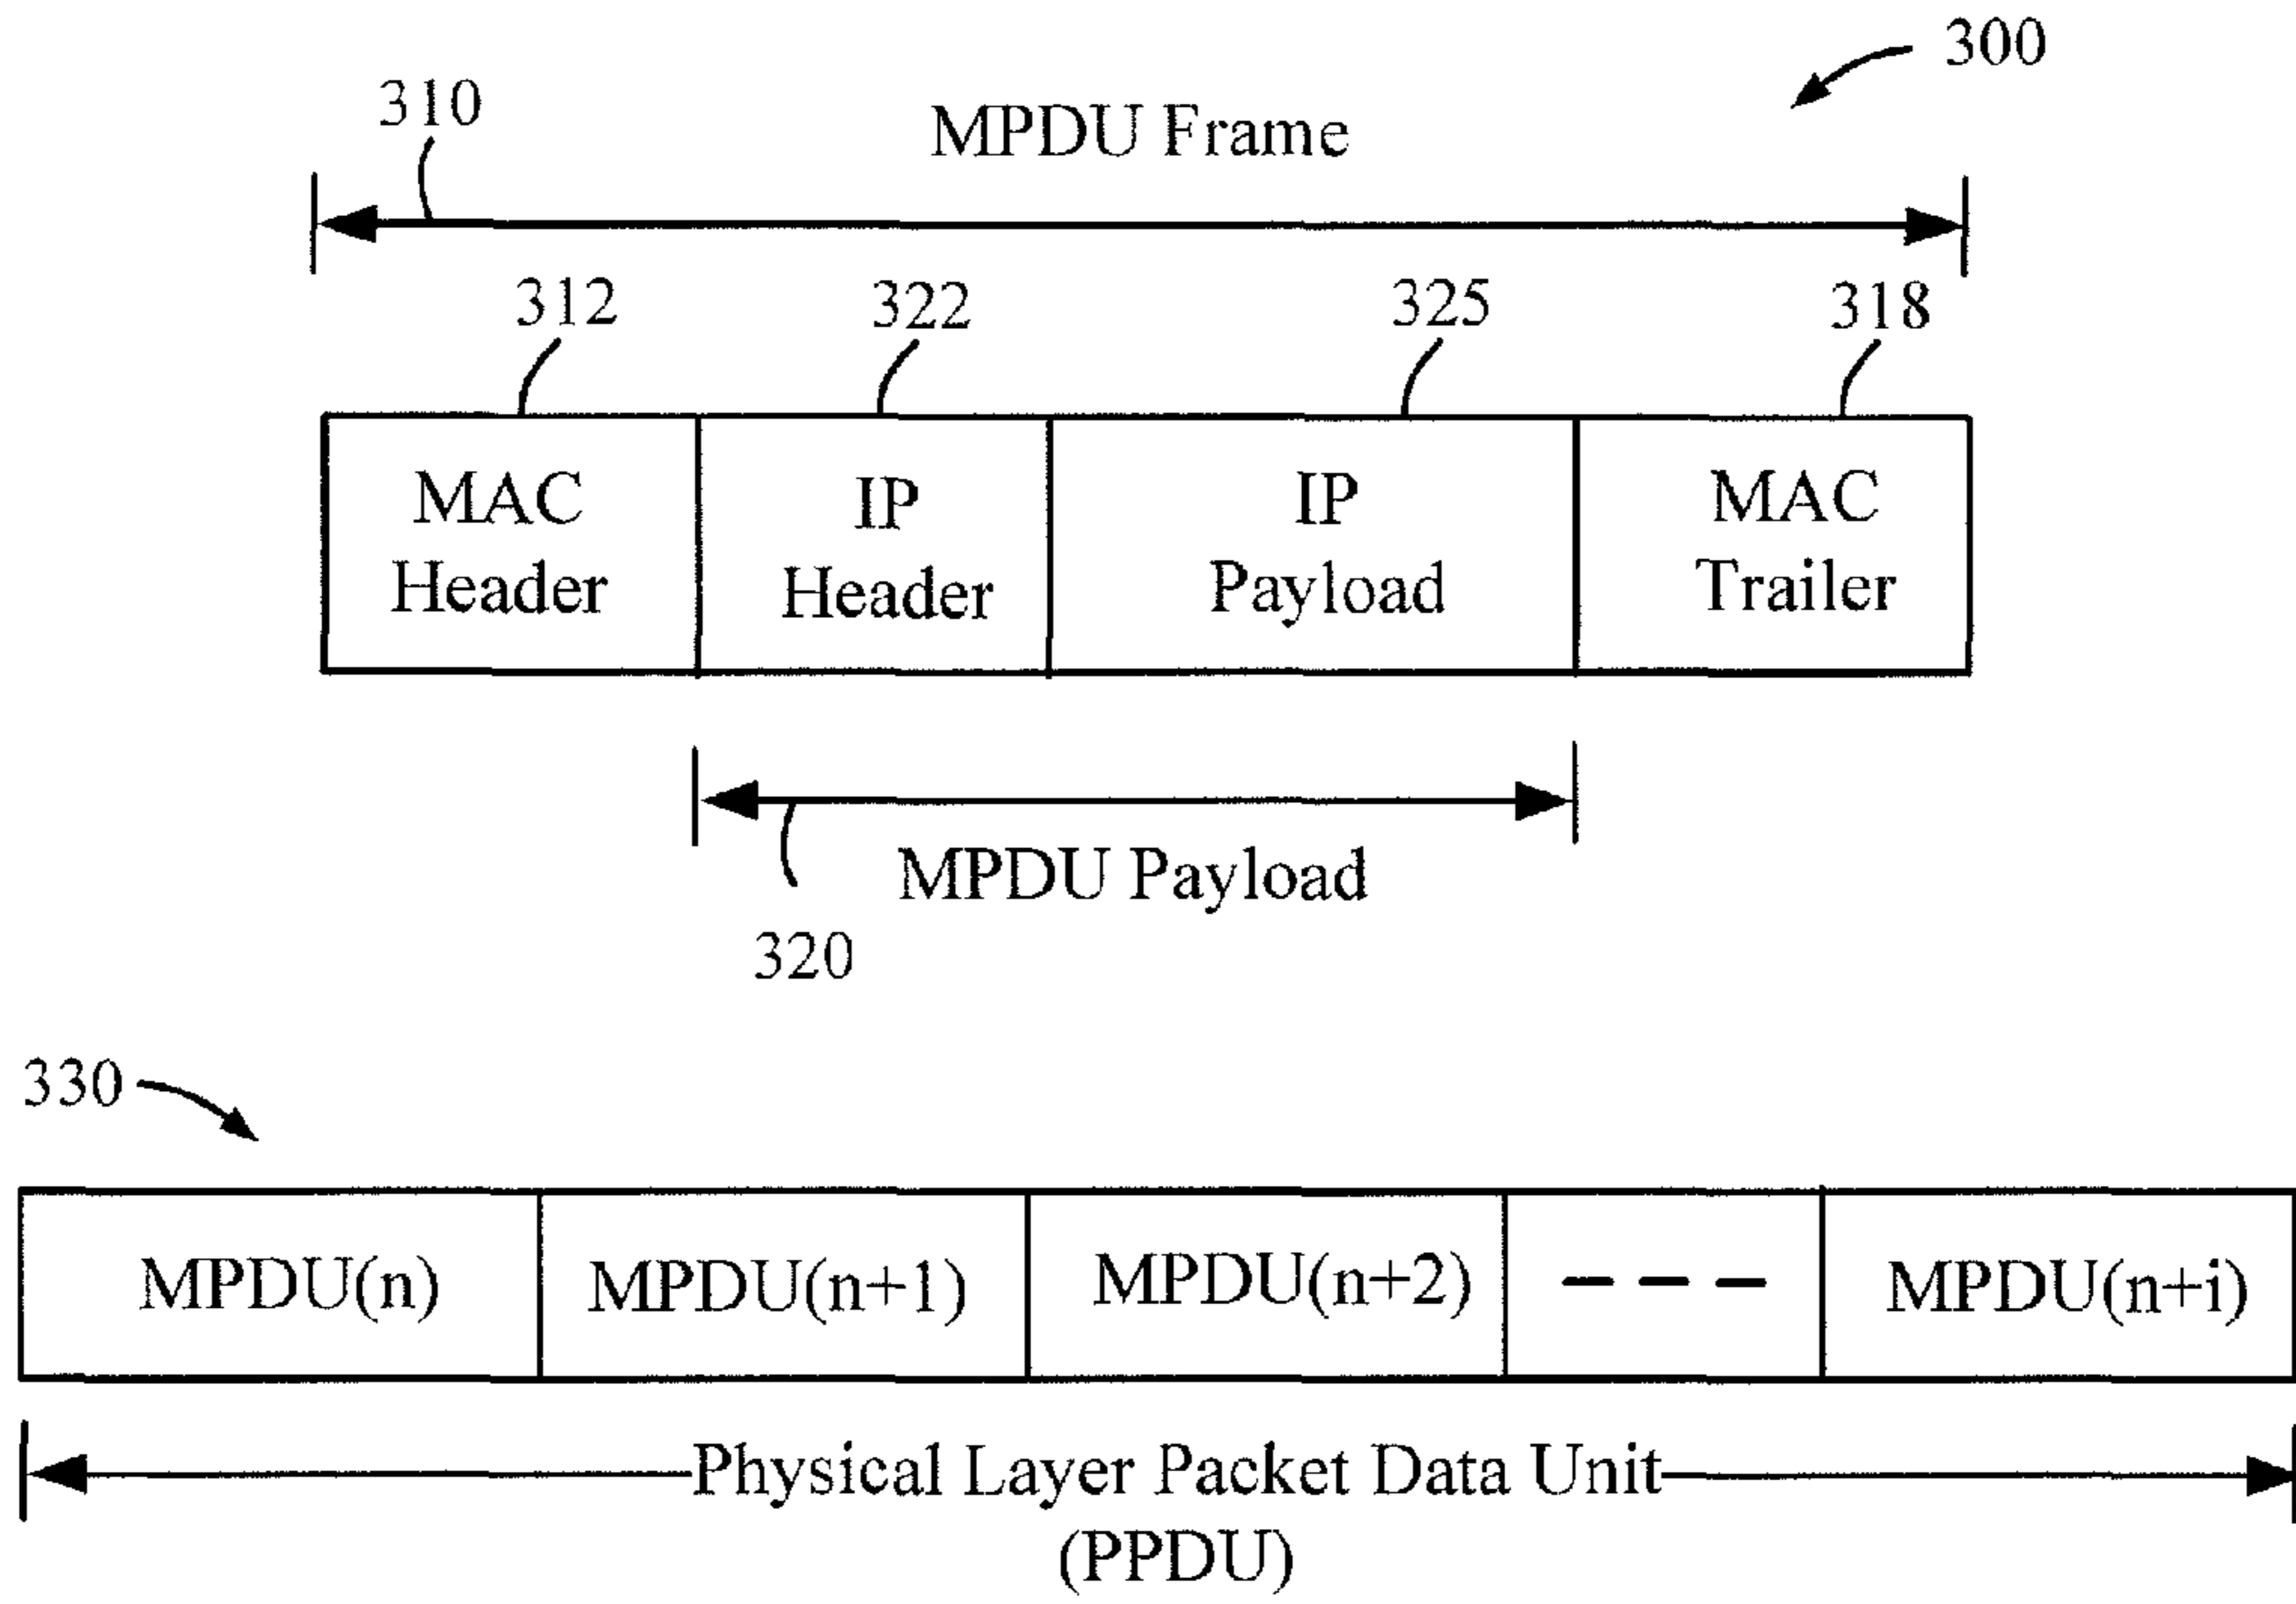 300
310
MPDU Frame
312
322
325
318
MAC
Header
IP
Header
IP
Payload
MAC
Trailer
MPDU Payload
320
330
MPDU(n)
MPDU(n+1)
MPDU(n+2)
MPDU(n+i)
Physical Layer Packet Data Unit
(PPDU)